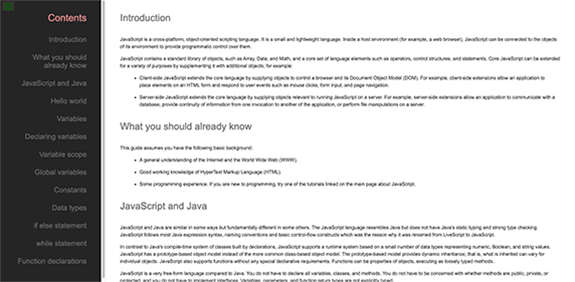 Contents
Introduction
What you should
already know
JavaScript and Java
Hello world
Variables
Declaring variables
Variable scope
Global variables
Constants
Data types
if else statement
while statement
Function declarations
Introduction
JavaScript is a cross-platform, object-oriented scripting language. It is a small and lightweight language. Inside a host environment (for example, a web browser), JavaScript can be connected to the objects
of its environment to provide programmatic control over them.
JavaScript contains a standard library of objects, such as Array, Date, and Math, and a core set of language elements such as operators, control structures, and statements. Core JavaScript can be extended
for a variety of purposes by supplementing it with additional objects; for example:
Client-side JavaScript extends the core language by supplying objects to control a browser and its Document Object Model (DOM). For example, client-side extensions allow an application to
place elements on an HTML form and respond to user events such as mouse clicks, form input, and page navigation.
Server-side JavaScript extends the core language by supplying objects relevant to running JavaScript on a server. For example, server-side extensions allow an application to communicate with a
database, provide continuity of information from one invocation to another of the application, or perform file manipulations on a server.
What you should already know
This guide assumes you have the following basic background:
A general understanding of the Internet and the World Wide Web (WWW).
Good working knowledge of HyperText Markup Language (HTML).
Some programming experience. If you are new to programming, try one of the tutorials linked on the main page about JavaScript.
JavaScript and Java
JavaScript and Java are similar in some ways but fundamentally different in some others. The JavaScript language resembles Java but does not have Java's static typing and strong type checking.
JavaScript follows most Java expression syntax, naming conventions and basic control-flow constructs which was the reason why it was renamed from LiveScript to JavaScript.
In contrast to Java's compile-time system of classes built by declarations, JavaScript supports a runtime system based on a small number of data types representing numeric, Boolean, and string values.
JavaScript has a prototype-based object model instead of the more common class-based object model. The prototype-based model provides dynamic inheritance; that is, what is inherited can vary for
individual objects. JavaScript also supports functions without any special declarative requirements. Functions can be properties of objects, executing as loosely typed methods.
JavaScript is a very free-form language compared to Java. You do not have to declare all variables, classes, and methods. You do not have to be concerned with whether methods are public, private, or
protected, and you do not have to implement interfaces. Variables, parameters, and function return types are not explicitly typed.